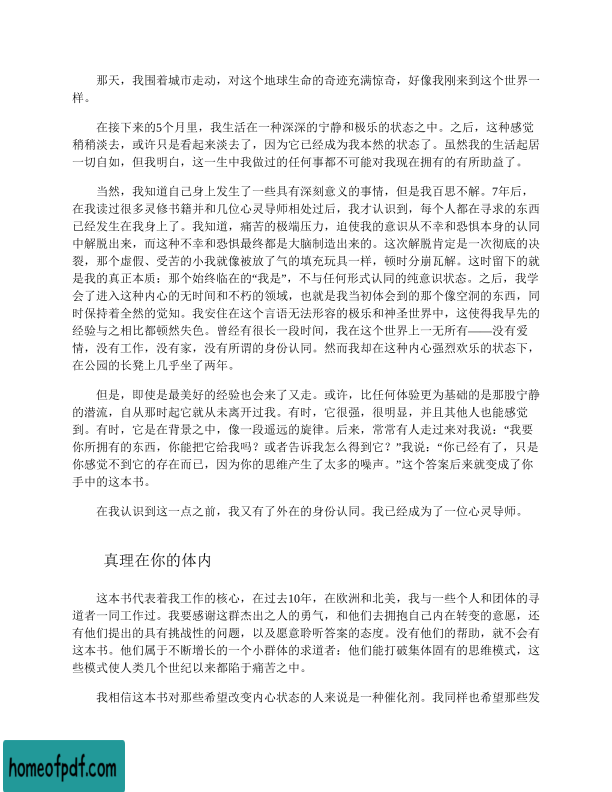 那天，我围着城市走动，对这个地球生命的奇迹充满惊奇，好像我刚来到这个世界一
样。
在接下来的5个月里，我生活在一种深深的宁静和极乐的状态之中。之后，这种感觉
稍稍淡去，或许只是看起来淡去了，因为它已经成为我本然的状态了。虽然我的生活起居
一切自如，但我明白，这一生中我做过的任何事都不可能对我现在拥有的有所助益了。
当然，我知道自己身上发生了一些具有深刻意义的事情，但是我百思不解。7年后，
在我读过很多灵修书籍并和几位心灵导师相处过后，我才认识到，每个人都在寻求的东西
已经发生在我身上了。我知道，痛苦的极端压力，迫使我的意识从不幸和恐惧本身的认同
中解脱出来，而这种不幸和恐惧最终都是大脑制造出来的。这次解脱肯定是一次彻底的决
裂，那个虚假、受苦的小我就像被放了气的填充玩具一样，顿时分崩瓦解。这时留下的就
是我的真正本质：那个始终临在的“我是”，不与任何形式认同的纯意识状态。之后，我学
会了进入这种内心的无时间和不朽的领域，也就是我当初体会到的那个像空洞的东西，同
时保持着全然的觉知。我安住在这个言语无法形容的极乐和神圣世界中，这使得我早先的
经验与之相比都顿然失色。曾经有很长一段时间，我在这个世界上一无所有——没有爱
情，没有工作，没有家，没有所谓的身份认同。然而我却在这种内心强烈欢乐的状态下，
在公园的长凳上几乎坐了两年。
但是，即使是最美好的经验也会来了又走。或许，比任何体验更为基础的是那股宁静
的潜流，自从那时起它就从未离开过我。有时，它很强，很明显，并且其他人也能感觉
到。有时，它是在背景之中，像一段遥远的旋律。后来，常常有人走过来对我说：“我要
你所拥有的东西，你能把它给我吗？或者告诉我怎么得到它？”我说：“你已经有了，只是
你感觉不到它的存在而已，因为你的思维产生了太多的噪声。”这个答案后来就变成了你
手中的这本书。
在我认识到这一点之前，我又有了外在的身份认同。我已经成为了一位心灵导师。
真理在你的体内
这本书代表着我工作的核心，在过去10年，在欧洲和北美，我与一些个人和团体的寻
道者一同工作过。我要感谢这群杰出之人的勇气，和他们去拥抱自己内在转变的意愿，还
有他们提出的具有挑战性的问题，以及愿意聆听答案的态度。没有他们的帮助，就不会有
这本书。他们属于不断增长的一个小群体的求道者：他们能打破集体固有的思维模式，这
些模式使人类几个世纪以来都陷于痛苦之中。
我相信这本书对那些希望改变内心状态的人来说是一种催化剂。我同样也希望那些发
homeofpdf.com